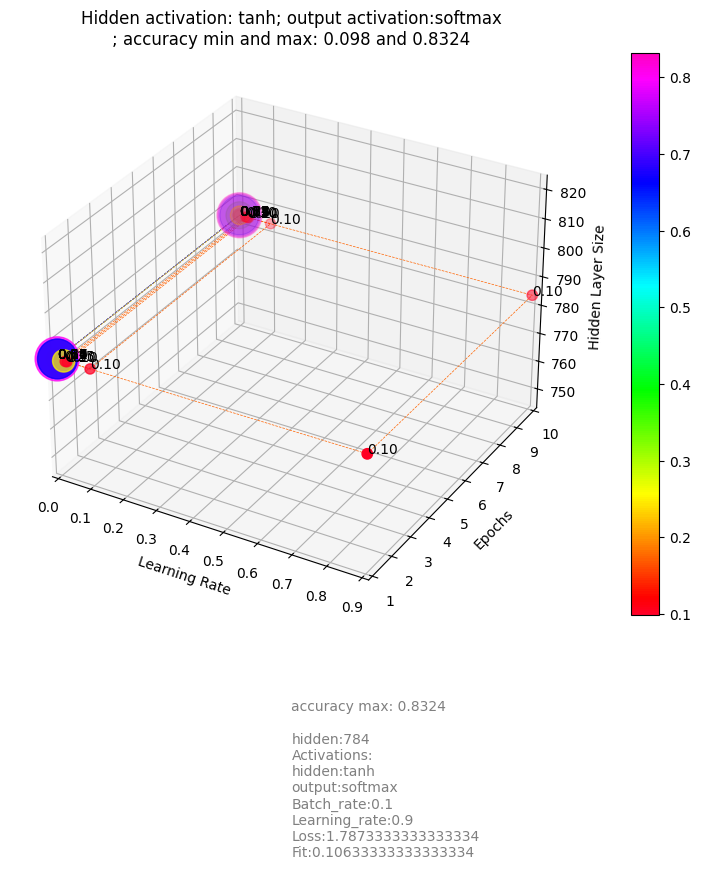 Hidden activation: tanh; output activation:softmax
; accuracy min and max: 0.098 and 0.8324
0.8
0.7
0.6
0.5
0.4
0.3
0.2
0.1
820
810
800
790
780
770
760
750
Hidden Layer Size
0.10
0.10
0.10
0.10
0.0
0.1
0.2
0.3
0.4
0.5
0.6
0.7
0.8
0.9
Learning Rate
1
2
3
4
5
6
7
8
9
10
Epochs
accuracy max: 0.8324
hidden:784
Activations:
hidden:tanh
output:softmax
Batch_rate:0.1
Learning_rate:0.9
Loss:1.7873333333333334
Fit:0.10633333333333334